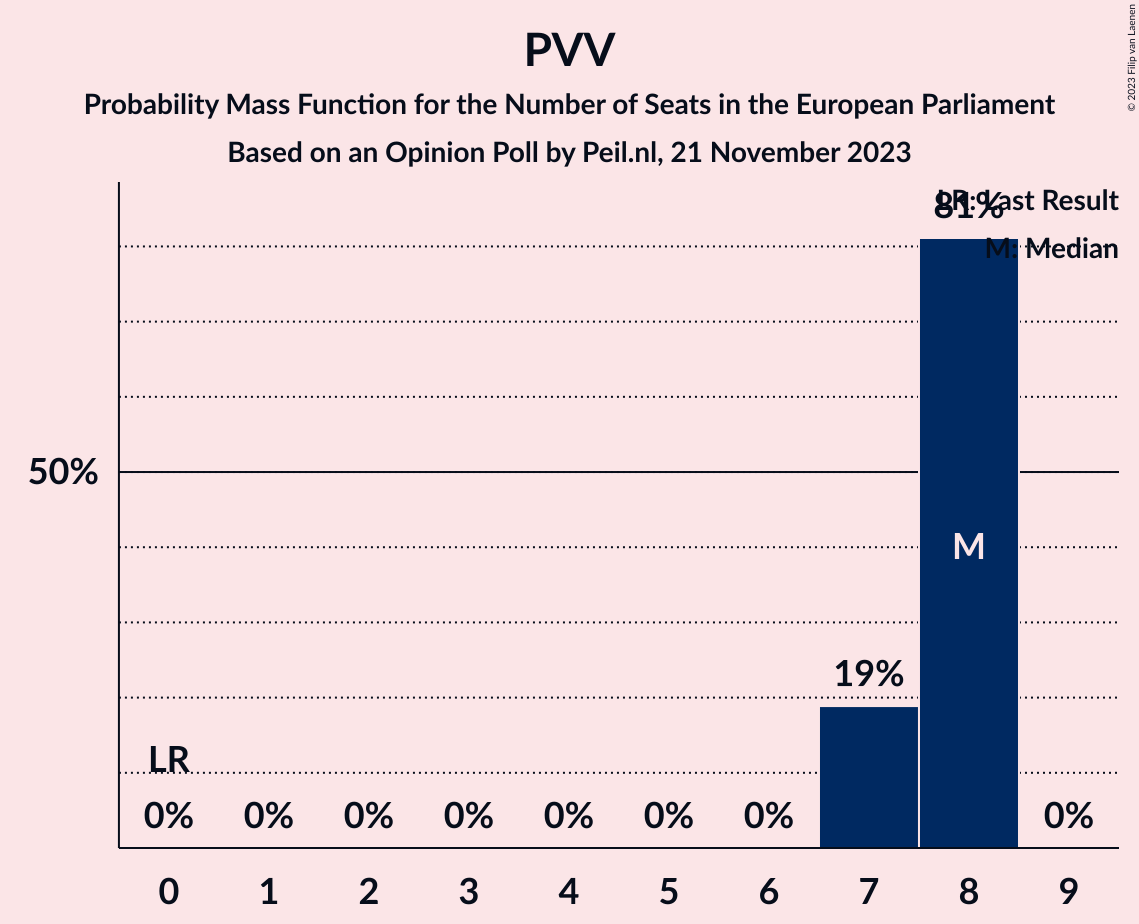 PVV
Probability Mass Function for the Number of Seats in the European Parliament
Based on an Opinion Poll by Peil.nl, 21 November 2023
© 2023 Filip van Laenen
LR: Last Result
M: Median
81%
50%
M
19%
LR
0% 0% 0% 0% 0% 0% 0% 0%
0 1 2 3 4 5 6 7 8 9